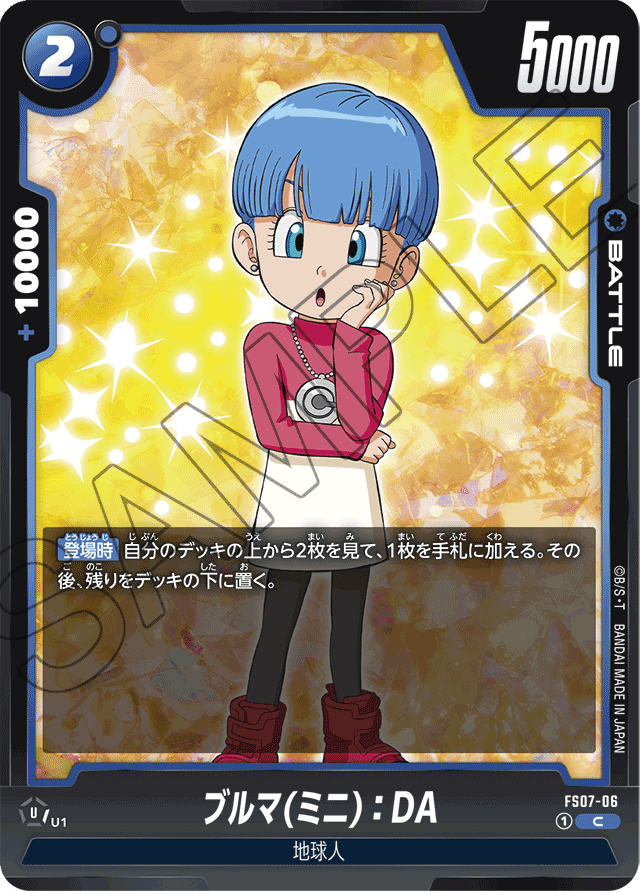 2
5000
+10000
BATTLE
SAMPLE
C
登場時 自分のデッキの上から2枚を見て、1枚を手札に加える。その
後、残りをデッキの下に置く。
©B/S・T BANDAI MADE IN JAPAN
U U1
ブルマ(ミニ):DA
FS07-06
1 C
地球人